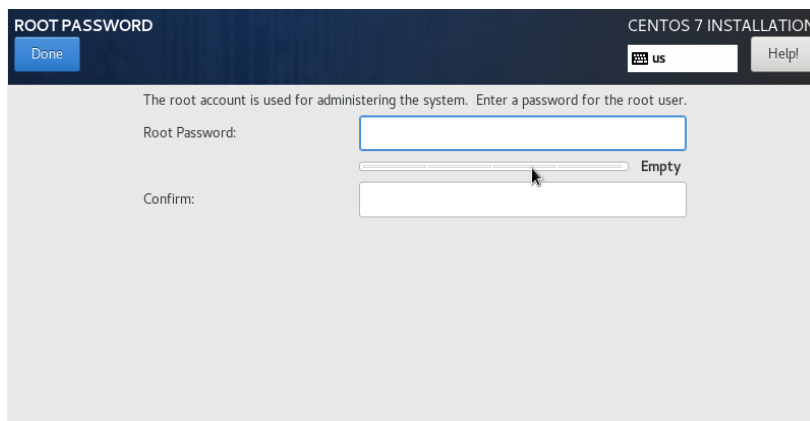 ROOT PASSWORD
CENTOS 7 INSTALLATION
Done
us
Help!
The root account is used for administering the system. Enter a password for the root user.
Root Password:
Empty
Confirm: